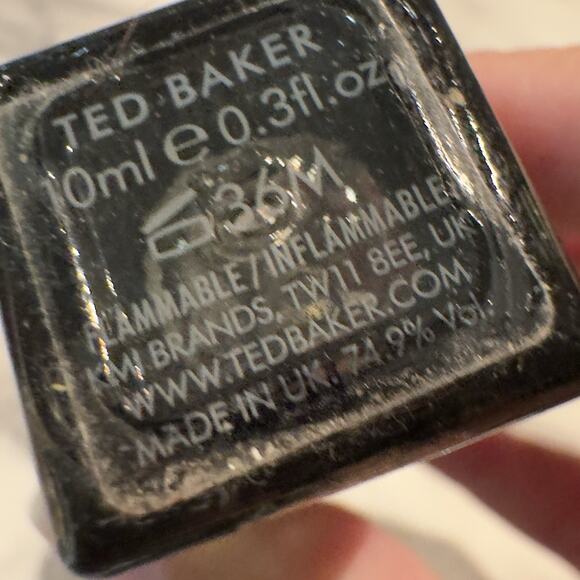 TED BAKER
10ml e 0.3fl.oz
36M
FLAMMABLE/INFLAMMABLE
KMI BRANDS, TW11 8EE, UK
WWW.TEDBAKER.COM
MADE IN UK. 74.9% Vol.